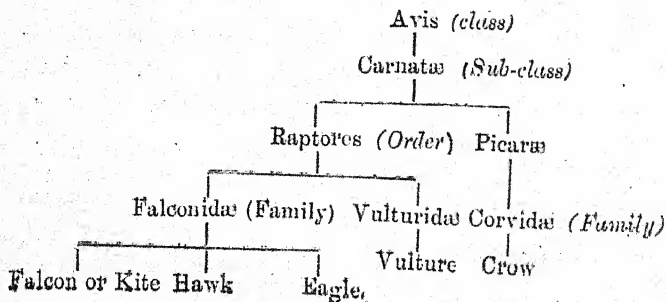 Avis (class)
Carnatæ (Sub-class)
Raptores (Order) Picaræ
Falconidæ (Family) Vulturidæ Corvidæ (Family)
Falcon or Kite Hawk Eagle. Vulture Crow